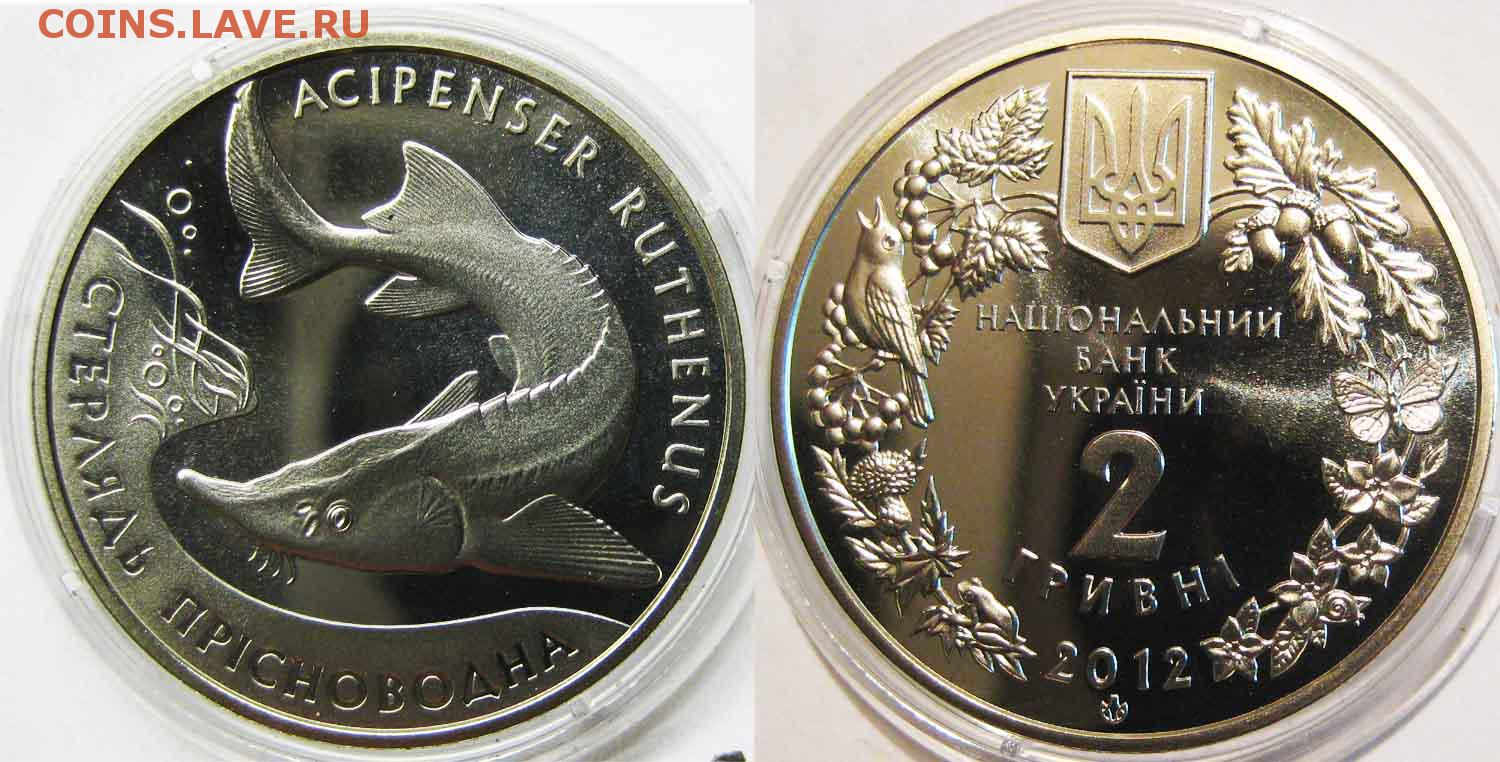 COINS.LAVE.RU
ACIPENSER RUTHENUS
СТЕРЛЯДЬ ПРІСНОВОДНА
НАЦІОНАЛЬНИЙ
БАНК
УКРАЇНИ
2
ГРИВНІ
2012